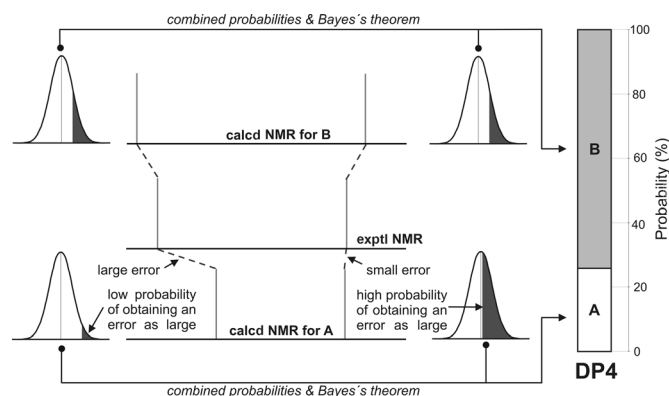 combined probabilities & Bayes´s theorem
calcd NMR for B
exptl NMR
large error
small error
low probability
of obtaining an
error as large
high probability
of obtaining an
error as large
calcd NMR for A
combined probabilities & Bayes´s theorem
100
80
60
40
20
0
B
A
Probability (%)
DP4